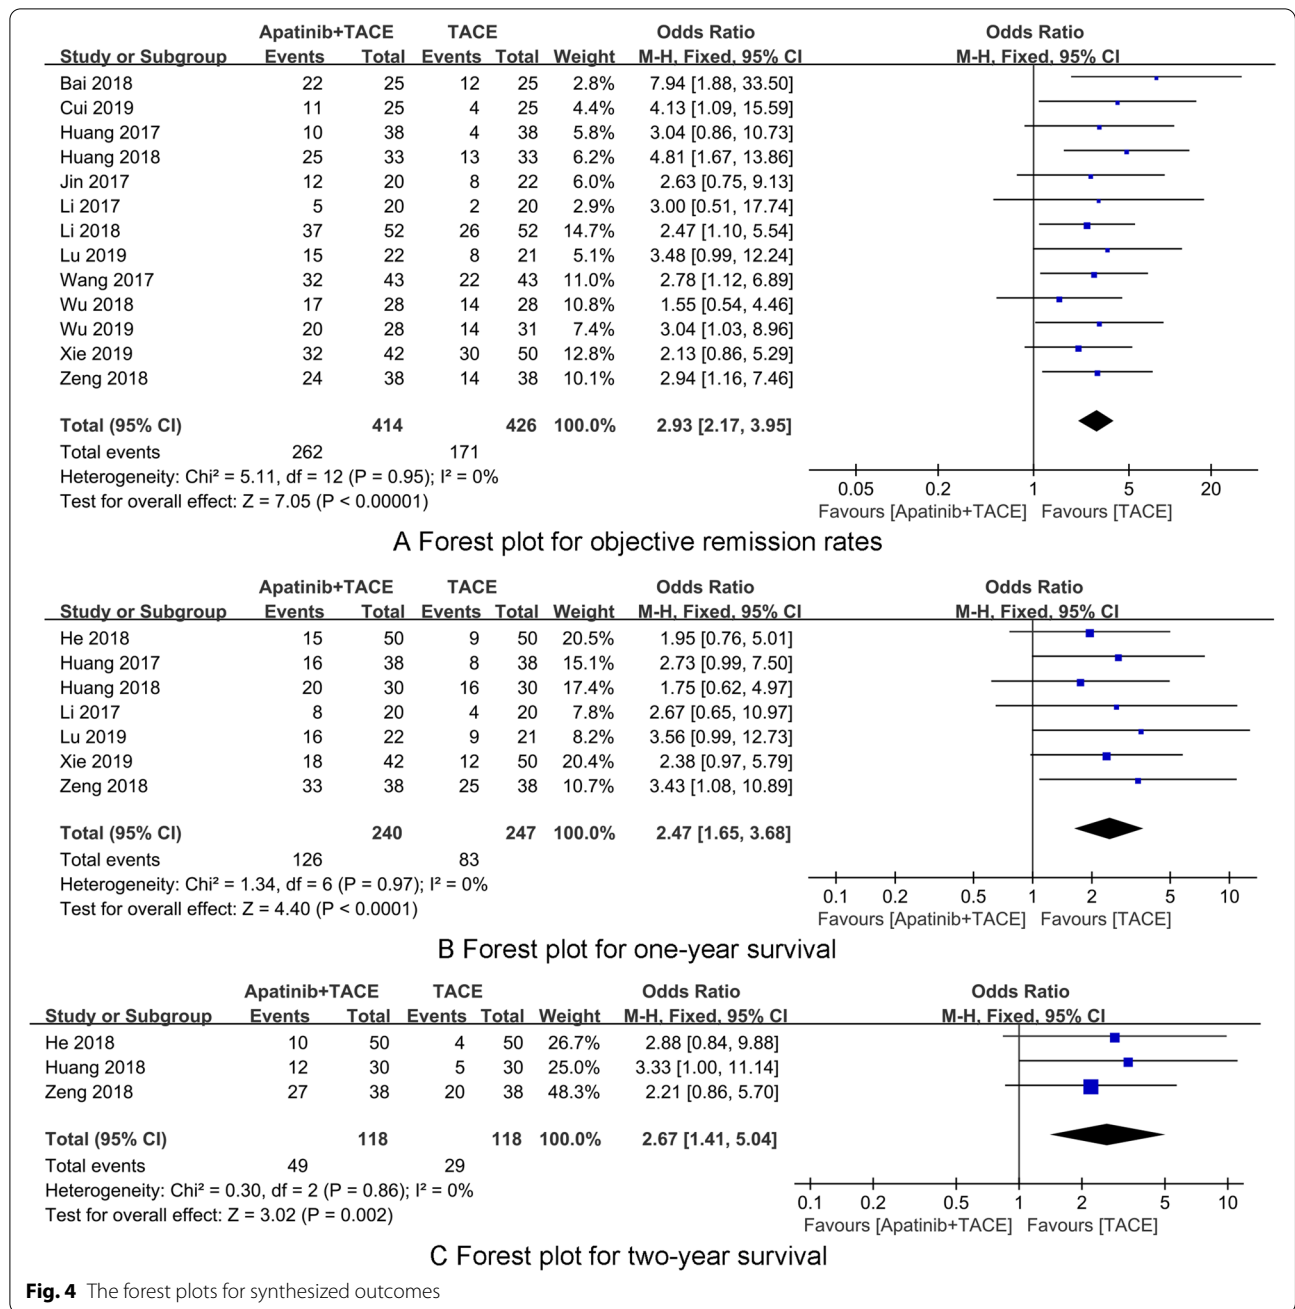 Apatinib+TACE TACE Odds Ratio Odds Ratio
Study or Subgroup Events Total Events Total Weight M-H, Fixed, 95% CI M-H, Fixed, 95% CI
Bai 2018 22 25 12 25 2.8% 7.94 [1.88, 33.50]
Cui 2019 11 25 4 25 4.4% 4.13 [1.09, 15.59]
Huang 2017 10 38 4 38 5.8% 3.04 [0.86, 10.73]
Huang 2018 25 33 13 33 6.2% 4.81 [1.67, 13.86]
Jin 2017 12 20 8 22 6.0% 2.63 [0.75, 9.13]
Li 2017 5 20 2 20 2.9% 3.00 [0.51, 17.74]
Li 2018 37 52 26 52 14.7% 2.47 [1.10, 5.54]
Lu 2019 15 22 8 21 5.1% 3.48 [0.99, 12.24]
Wang 2017 32 43 22 43 11.0% 2.78 [1.12, 6.89]
Wu 2018 17 28 14 28 10.8% 1.55 [0.54, 4.46]
Wu 2019 20 28 14 31 7.4% 3.04 [1.03, 8.96]
Xie 2019 32 42 30 50 12.8% 2.13 [0.86, 5.29]
Zeng 2018 24 38 14 38 10.1% 2.94 [1.16, 7.46]
Total (95% CI) 414 426 100.0% 2.93 [2.17, 3.95]
Total events 262 171
Heterogeneity: Chi² = 5.11, df = 12 (P = 0.95); I² = 0%
Test for overall effect: Z = 7.05 (P < 0.00001)
0.05 0.2 1 5 20
Favours [Apatinib+TACE] Favours [TACE]
A Forest plot for objective remission rates
Apatinib+TACE TACE Odds Ratio Odds Ratio
Study or Subgroup Events Total Events Total Weight M-H, Fixed, 95% CI M-H, Fixed, 95% CI
He 2018 15 50 9 50 20.5% 1.95 [0.76, 5.01]
Huang 2017 16 38 8 38 15.1% 2.73 [0.99, 7.50]
Huang 2018 20 30 16 30 17.4% 1.75 [0.62, 4.97]
Li 2017 8 20 4 20 7.8% 2.67 [0.65, 10.97]
Lu 2019 16 22 9 21 8.2% 3.56 [0.99, 12.73]
Xie 2019 18 42 12 50 20.4% 2.38 [0.97, 5.79]
Zeng 2018 33 38 25 38 10.7% 3.43 [1.08, 10.89]
Total (95% CI) 240 247 100.0% 2.47 [1.65, 3.68]
Total events 126 83
Heterogeneity: Chi² = 1.34, df = 6 (P = 0.97); I² = 0%
Test for overall effect: Z = 4.40 (P < 0.0001)
0.1 0.2 0.5 1 2 5 10
Favours [Apatinib+TACE] Favours [TACE]
B Forest plot for one-year survival
Apatinib+TACE TACE Odds Ratio Odds Ratio
Study or Subgroup Events Total Events Total Weight M-H, Fixed, 95% CI M-H, Fixed, 95% CI
He 2018 10 50 4 50 26.7% 2.88 [0.84, 9.88]
Huang 2018 12 30 5 30 25.0% 3.33 [1.00, 11.14]
Zeng 2018 27 38 20 38 48.3% 2.21 [0.86, 5.70]
Total (95% CI) 118 118 100.0% 2.67 [1.41, 5.04]
Total events 49 29
Heterogeneity: Chi² = 0.30, df = 2 (P = 0.86); I² = 0%
Test for overall effect: Z = 3.02 (P = 0.002)
0.1 0.2 0.5 1 2 5 10
Favours [Apatinib+TACE] Favours [TACE]
C Forest plot for two-year survival
Fig. 4 The forest plots for synthesized outcomes